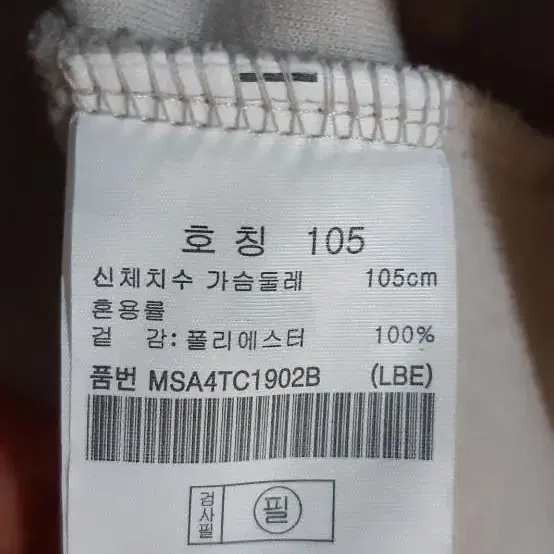 호 칭 105
신체치수 가슴둘레 105cm
혼용률
겉 감: 폴리에스터 100%
품번 MSA4TC1902B (LBE)
검사필 필